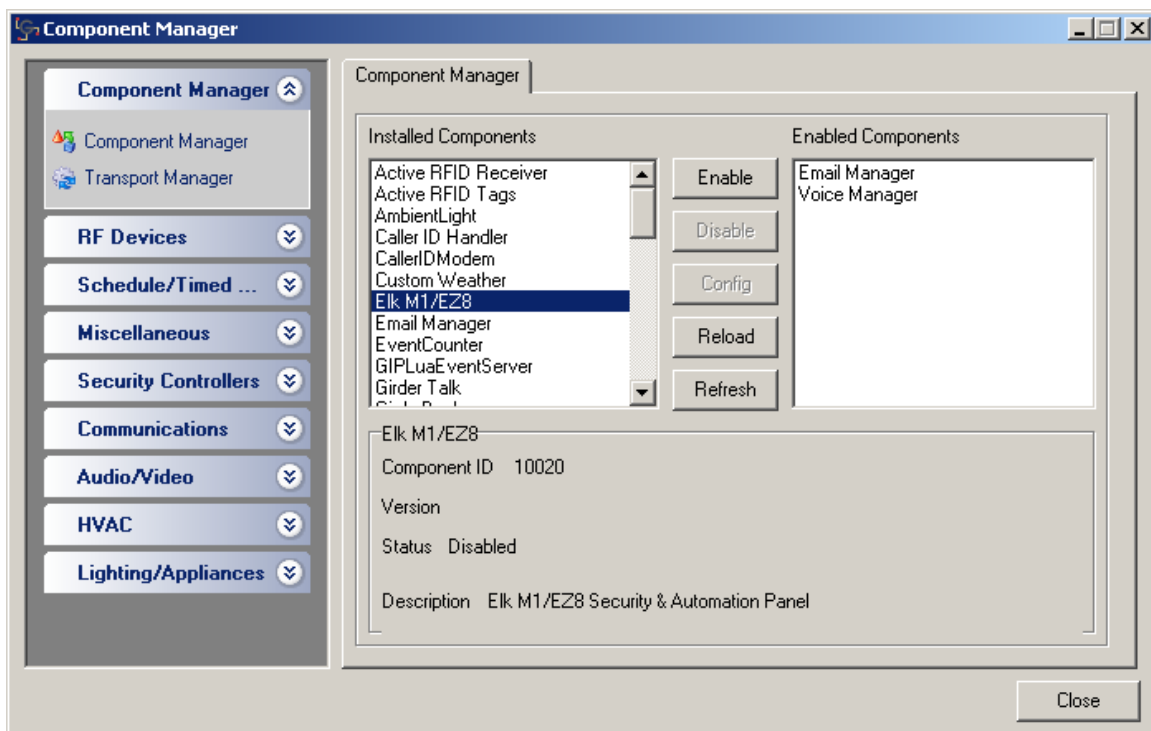 Component Manager
Component Manager
Component Manager
Transport Manager
RF Devices
Schedule/Timed ...
Miscellaneous
Security Controllers
Communications
Audio/Video
HVAC
Lighting/Appliances
Component Manager
Installed Components
Active RFID Receiver
Active RFID Tags
AmbientLight
Caller ID Handler
CallerIDModem
Custom Weather
Elk M1/EZ8
Email Manager
EventCounter
GIPLuaEventServer
Girder Talk
Enable
Disable
Config
Reload
Refresh
Enabled Components
Email Manager
Voice Manager
Elk M1/EZ8
Component ID 10020
Version
Status Disabled
Description Elk M1/EZ8 Security & Automation Panel
Close